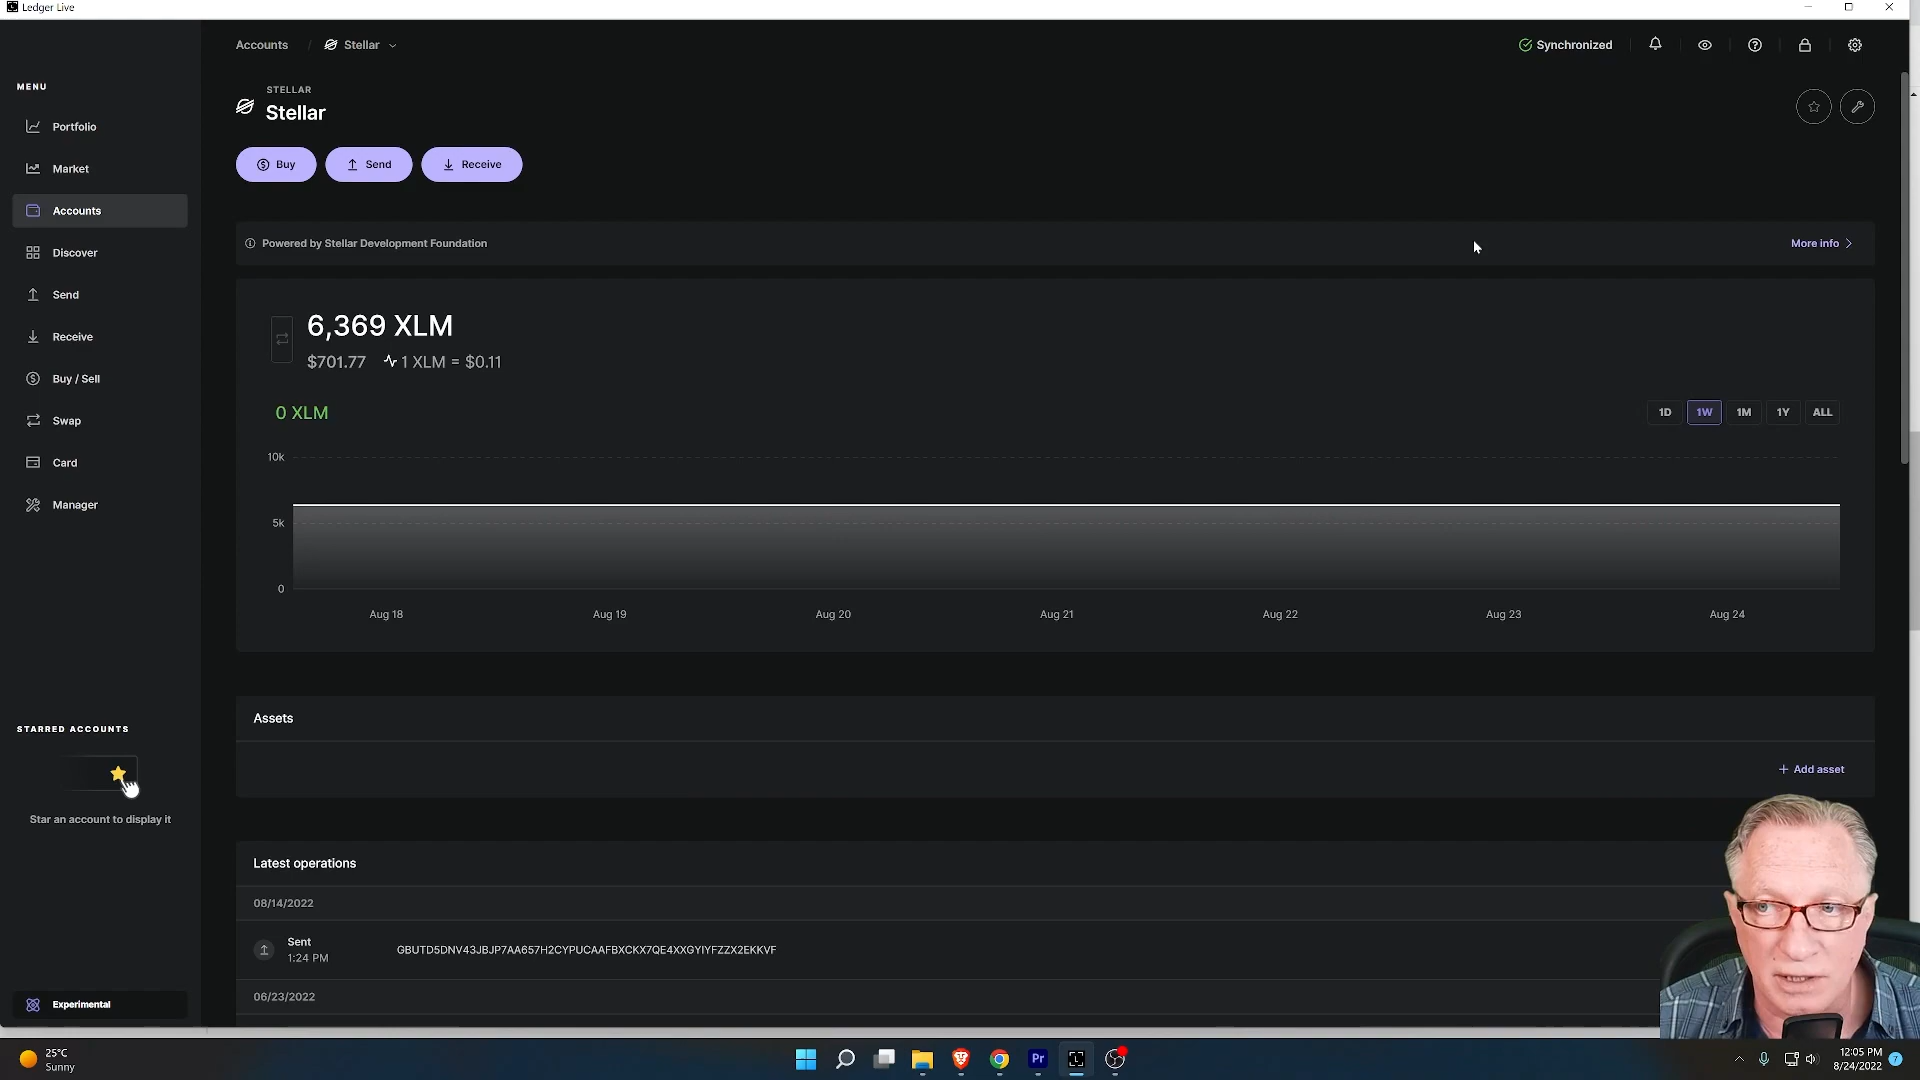 Ledger Live
Accounts / Stellar
Synchronized
MENU
Portfolio
Market
Accounts
Discover
Send
Receive
Buy / Sell
Swap
Card
Manager
STARRED ACCOUNTS
Star an account to display it
Experimental
STELLAR
Stellar
Buy Send Receive
Powered by Stellar Development Foundation
More info
6,369 XLM
$701.77 1 XLM = $0.11
0 XLM
1D 1W 1M 1Y ALL
10k
5k
0
Aug 18 Aug 19 Aug 20 Aug 21 Aug 22 Aug 23 Aug 24
Assets
+ Add asset
Latest operations
08/14/2022
Sent
1:24 PM
GBUTD5DNV43JBJP7AA657H2CYPUCAAFBXCKX7QE4XXGYIYFZZX2EKKVF
06/23/2022
25°C
Sunny
Pr
12:05 PM
8/24/2022
7